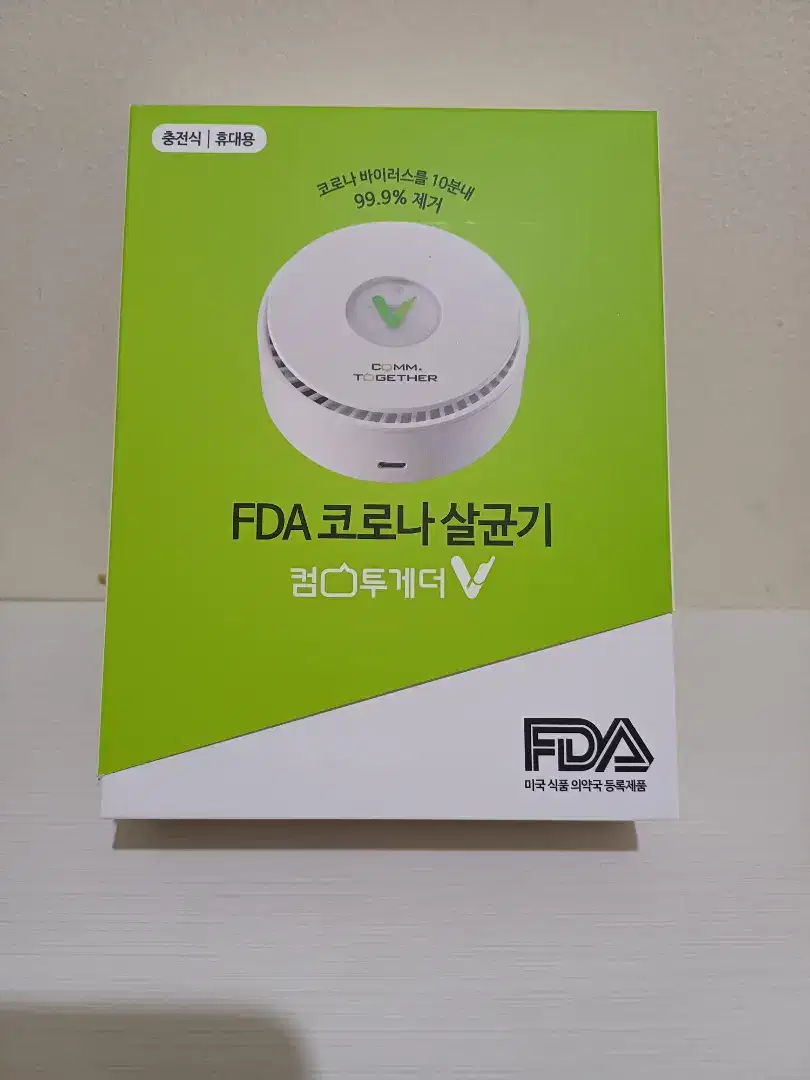 충전식 | 휴대용
코로나 바이러스를 10분내
99.9% 제거
COMM.
TOGETHER
FDA 코로나 살균기
컴투게더 V
FDA
미국 식품 의약국 등록제품